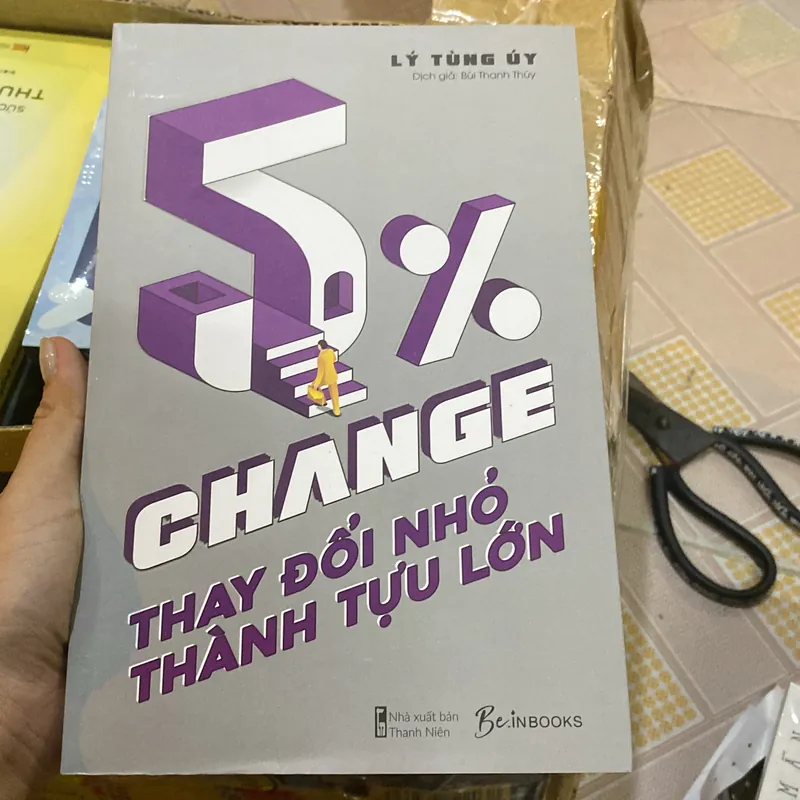 LÝ TÙNG ÚY
Dịch giả: Bùi Thanh Thúy
5%
CHANGE
THAY ĐỔI NHỎ
THÀNH TỰU LỚN
Nhà xuất bản
Thanh Niên
Be.iNBOOKS